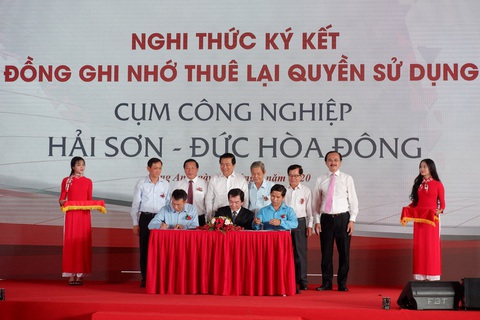 NGHI THỨC KÝ KẾT
ĐỒNG GHI NHỚ THUÊ LẠI QUYỀN SỬ DỤNG
CỤM CÔNG NGHIỆP
HẢI SƠN - ĐỨC HÒA ĐÔNG